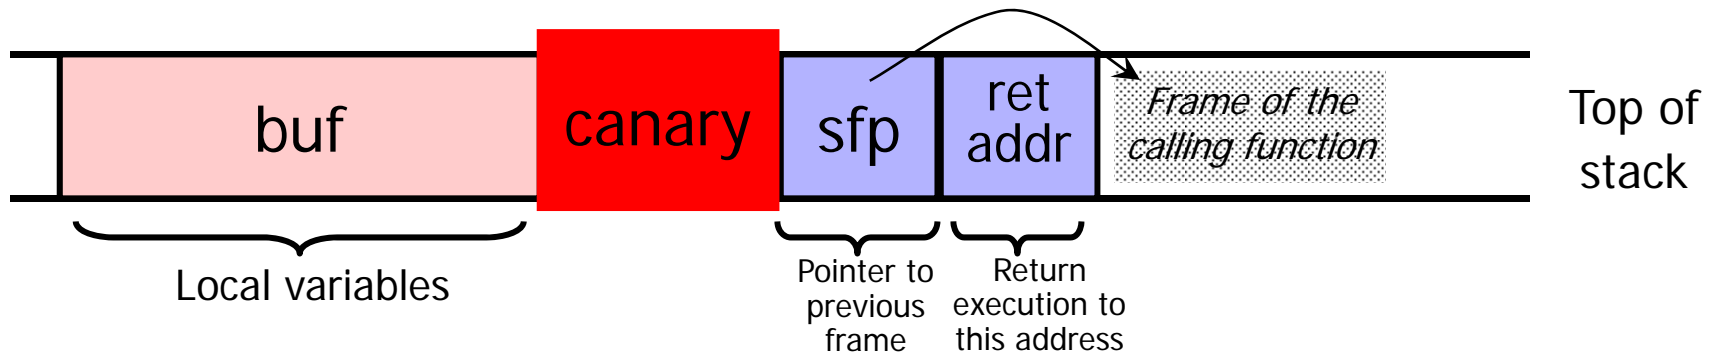 buf
canary
sfp
ret
addr
Frame of the
calling function
Top of
stack
Local variables
Pointer to
previous
frame
Return
execution to
this address